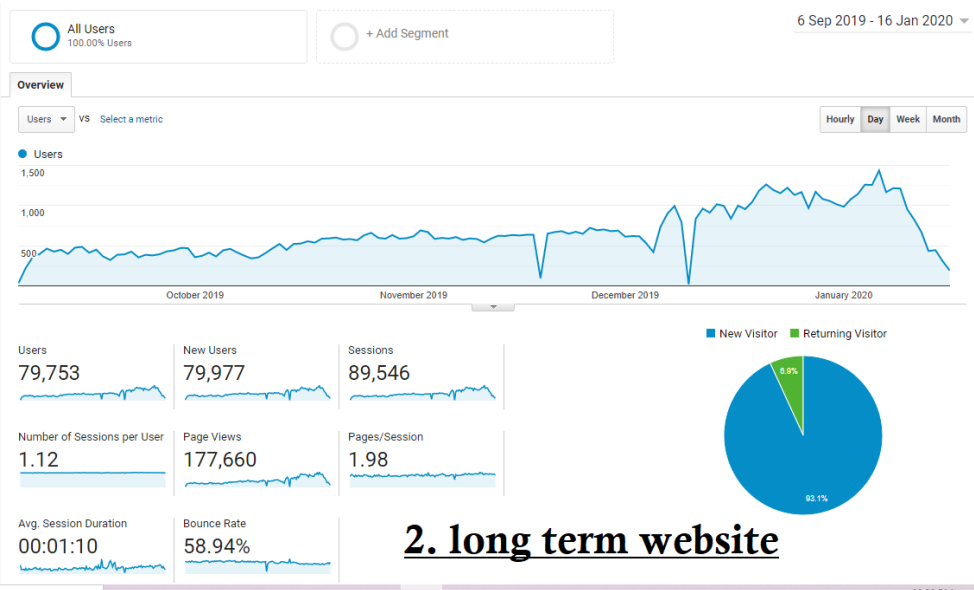 All Users
100.00% Users
+ Add Segment
6 Sep 2019 - 16 Jan 2020
Overview
Users VS Select a metric
Hourly Day Week Month
Users
1,500
1,000
500
October 2019 November 2019 December 2019 January 2020
New Visitor Returning Visitor
Users New Users Sessions
79,753 79,977 89,546
6.9%
Number of Sessions per User Page Views Pages/Session
1.12 177,660 1.98
93.1%
Avg. Session Duration Bounce Rate
00:01:10 58.94%
2. long term website